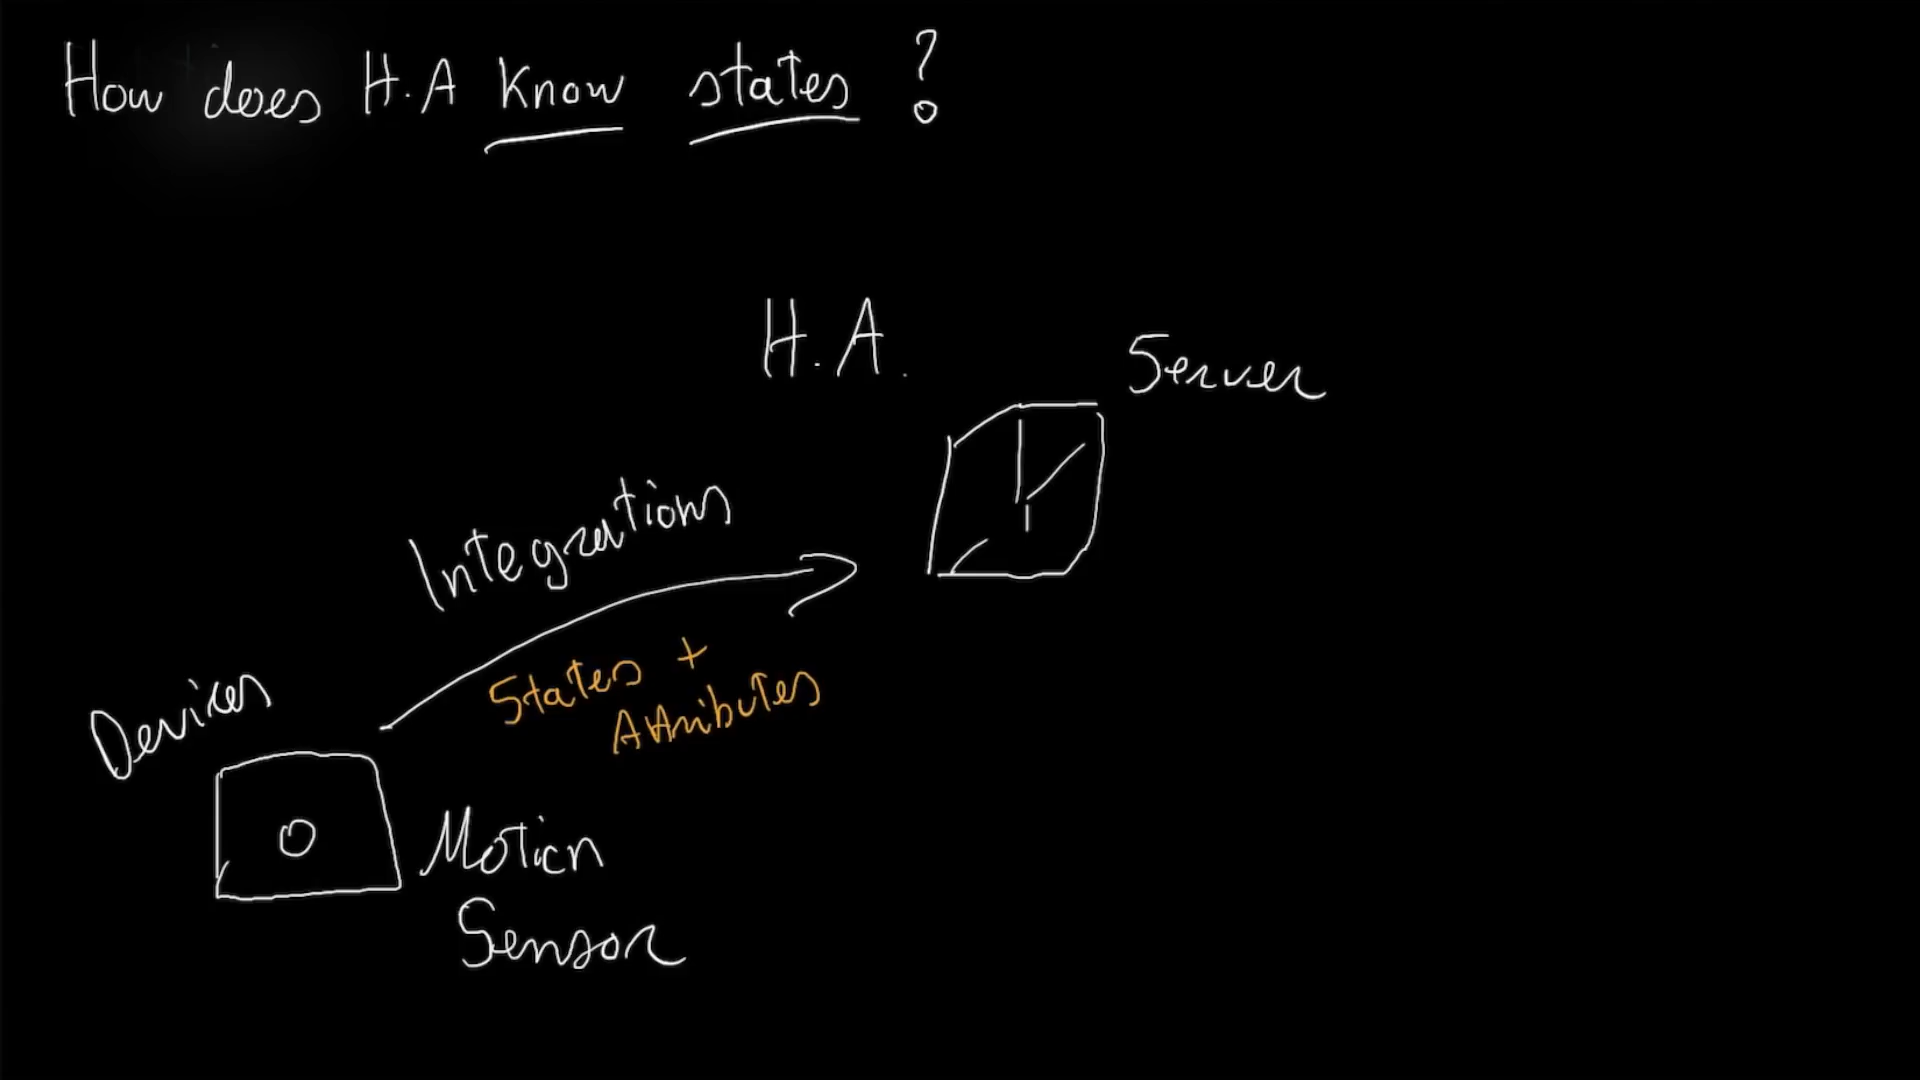 How does H.A know states ?
H.A.
Server
Integrations
States +
Attributes
Devices
Motion
Sensor